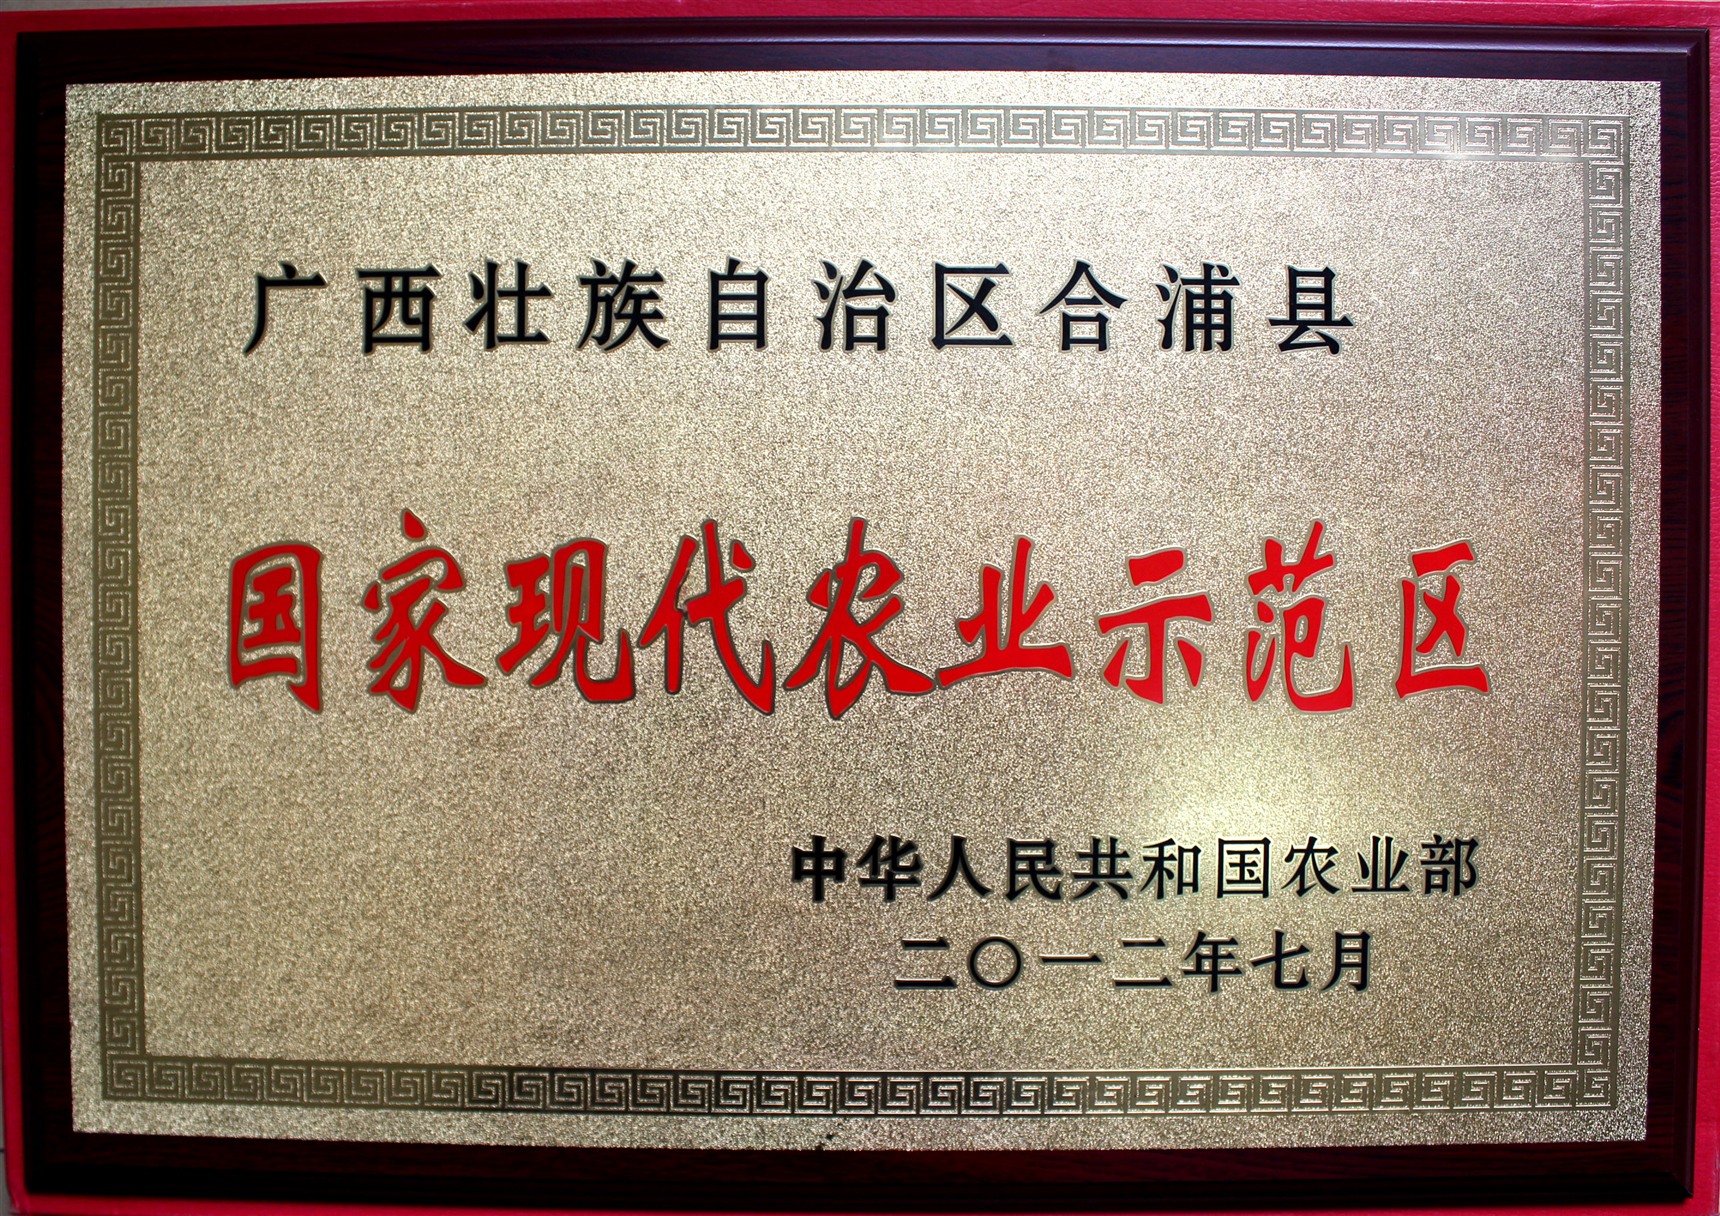 广西壮族自治区合浦县
国家现代农业示范区
中华人民共和国农业部
二〇一二年七月